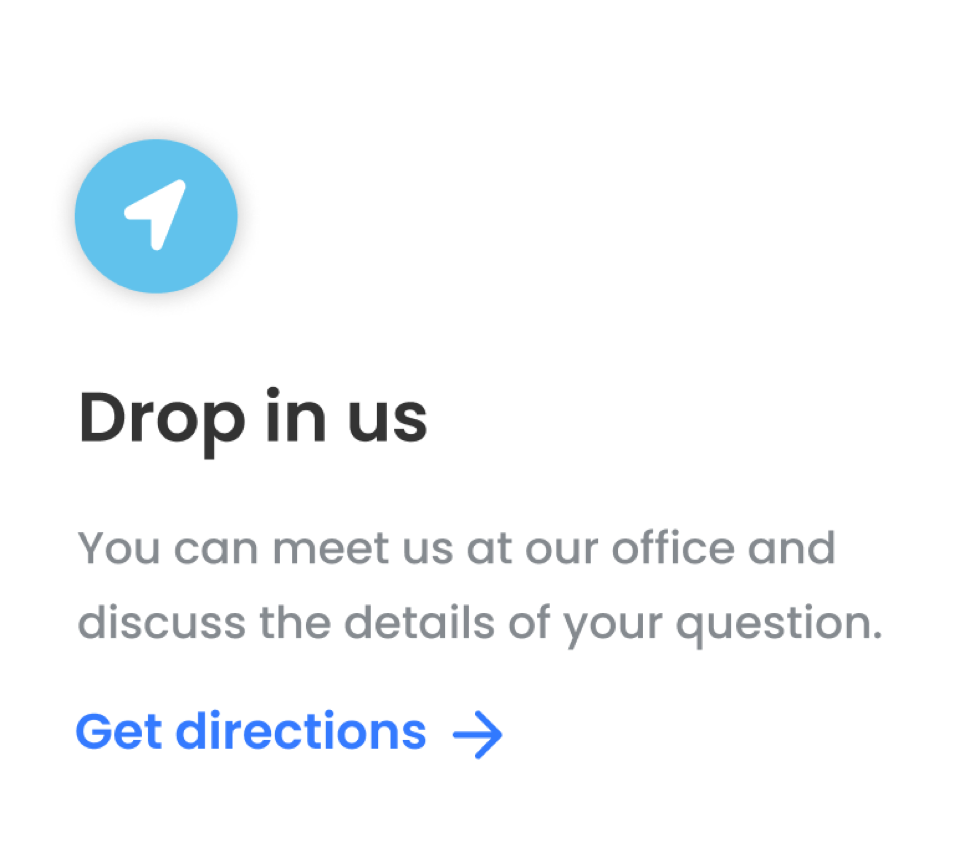 Drop in us
You can meet us at our office and
discuss the details of your question.
Get directions →